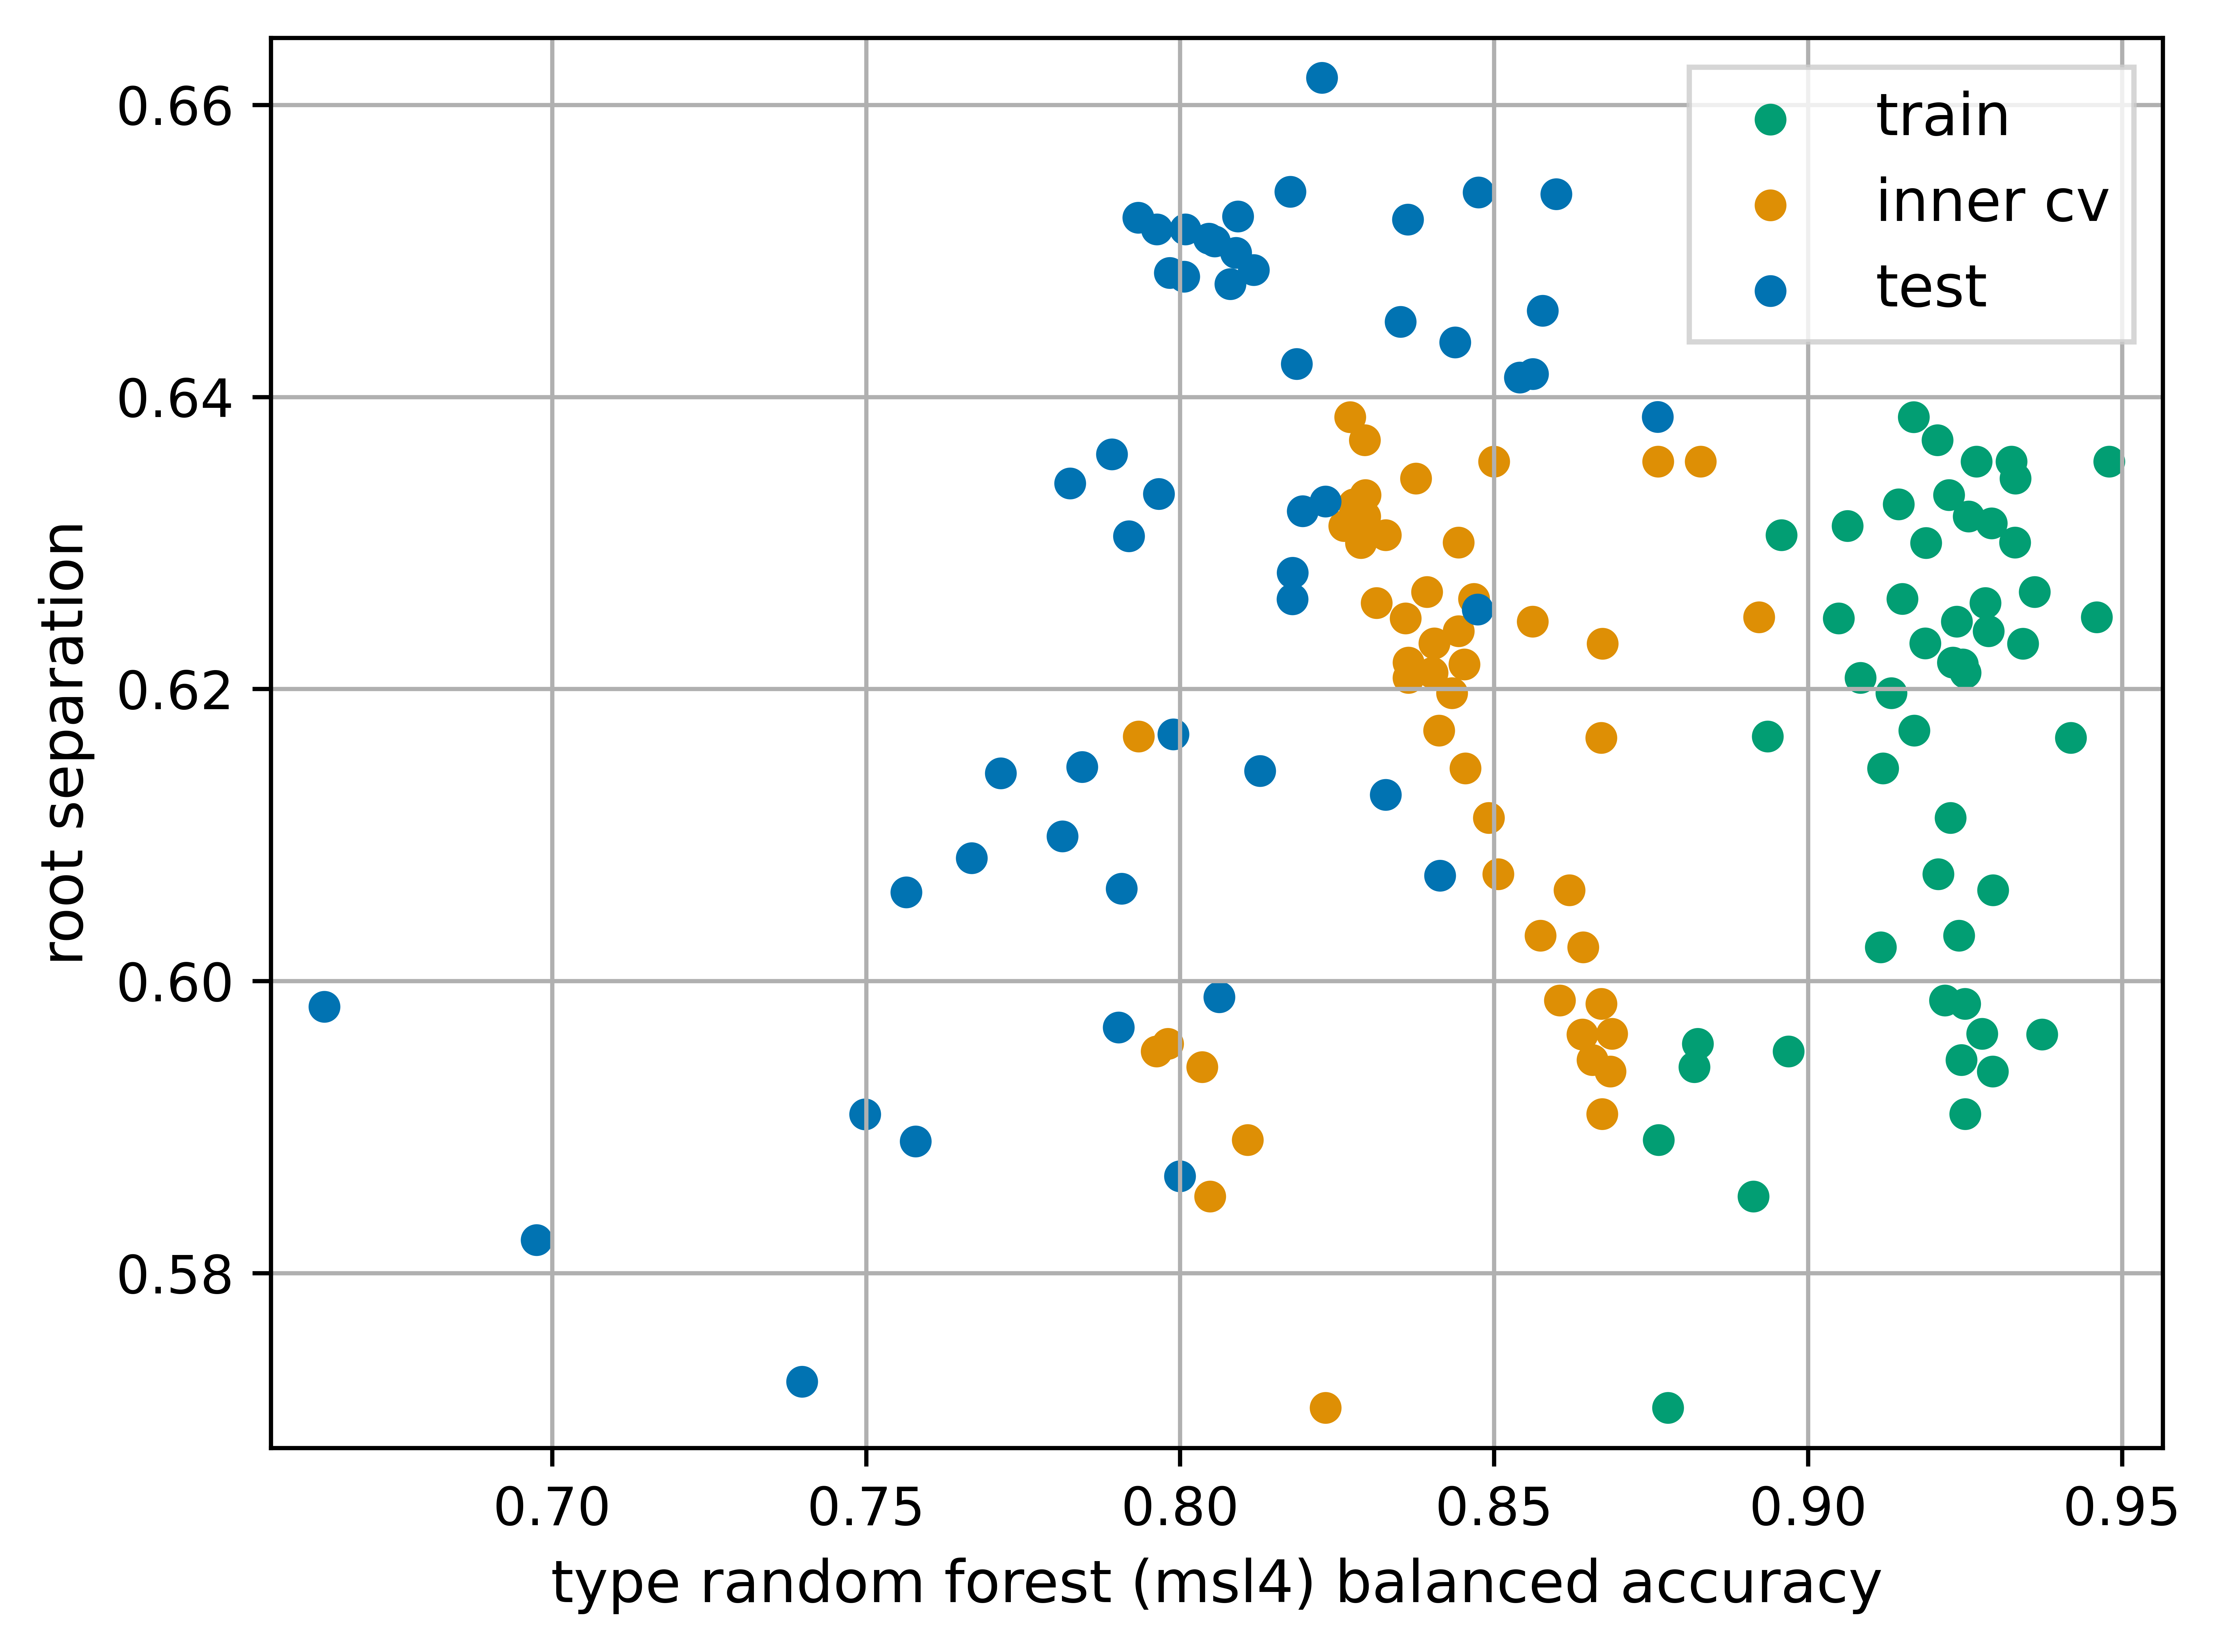 train
inner cv
test
root separation
0.66
0.64
0.62
0.60
0.58
0.70 0.75 0.80 0.85 0.90 0.95
type random forest (msl4) balanced accuracy